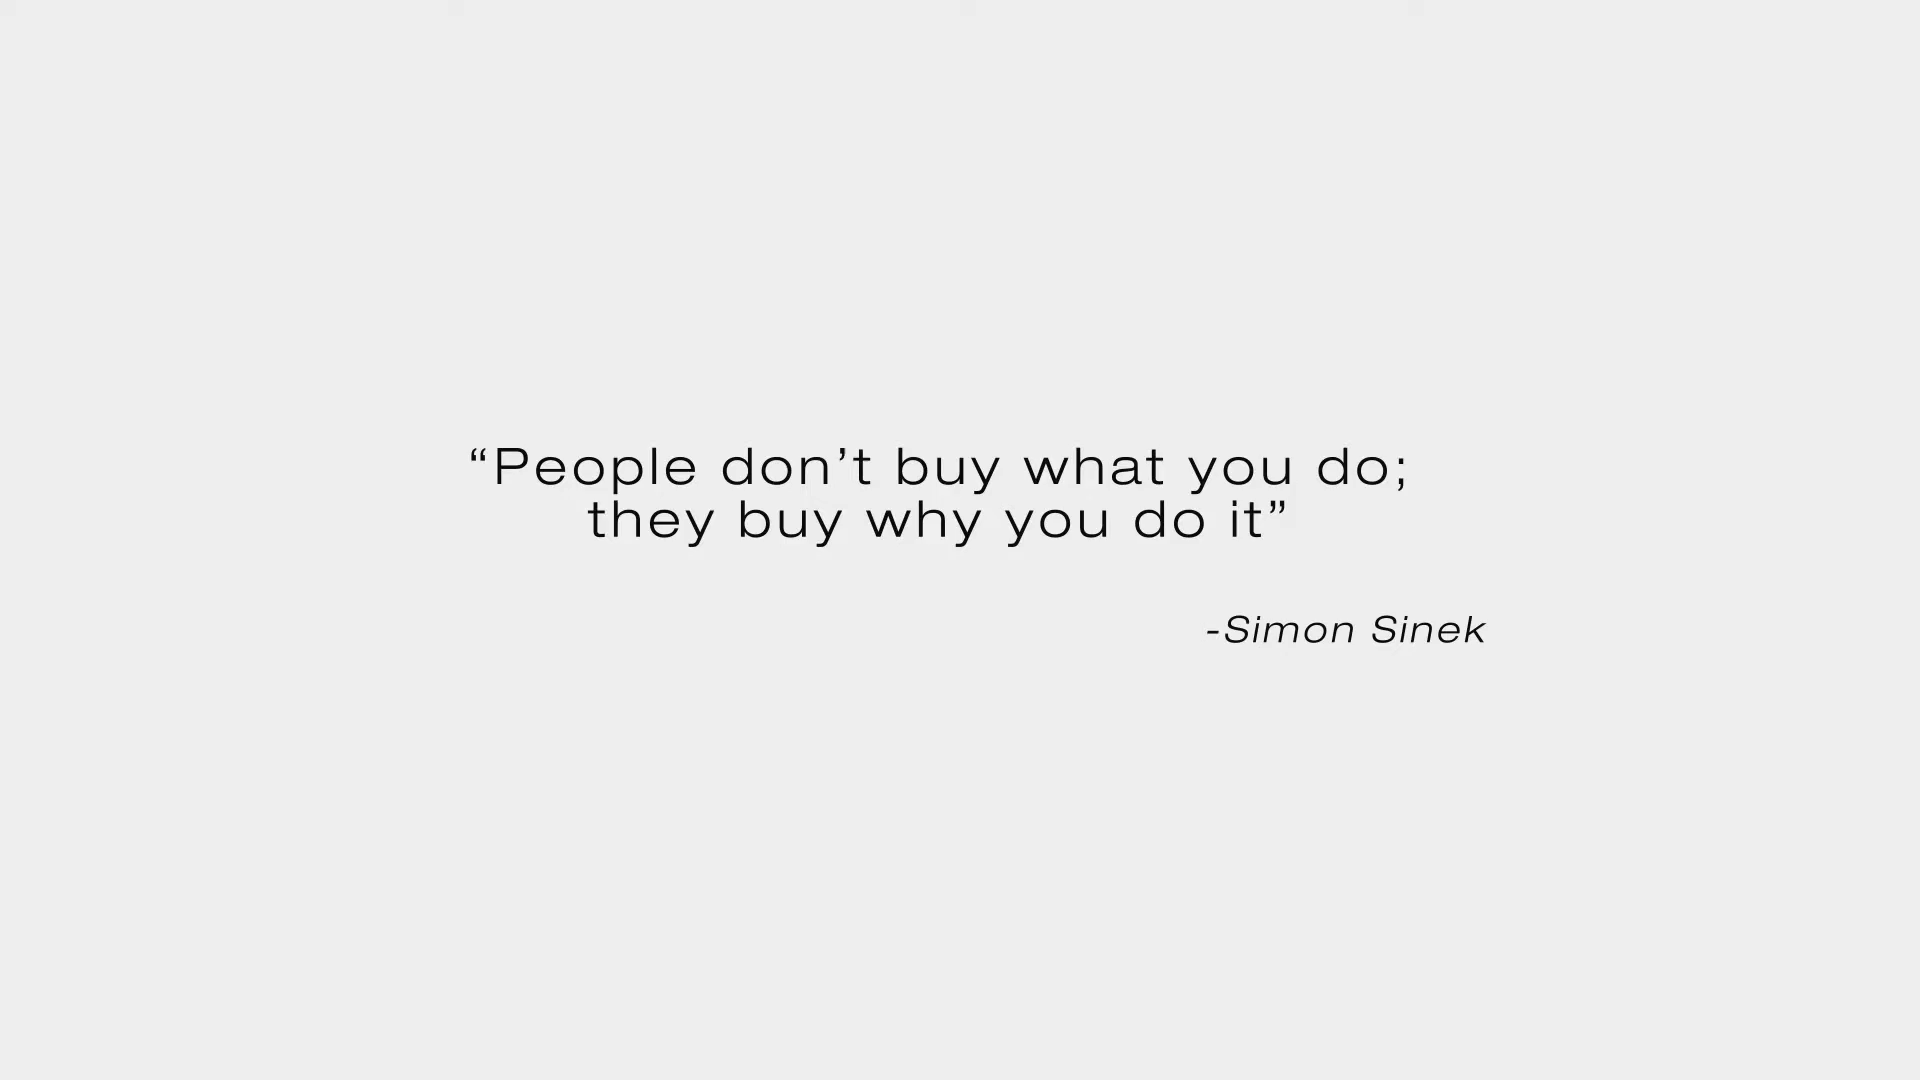 “People don’t buy what you do;
they buy why you do it”
-Simon Sinek